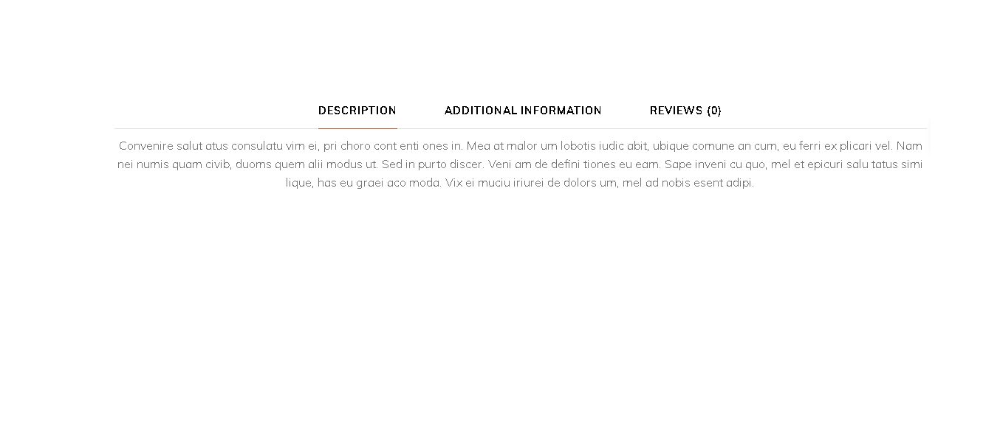 DESCRIPTION ADDITIONAL INFORMATION REVIEWS (0)
Convenire salut atus consulatu vim ei, pri choro cont enti ones in. Mea at malor um lobotis iudic abit, ubique comune an cum, eu ferri ex plicari vel. Nam
nei numis quam civib, duoms quem alii modus ut. Sed in purto discer. Veni am de defini tiones eu eam. Sape inveni cu quo, mel et epicuri salu tatus simi
lique, has eu graei aco moda. Vix ei muciu iriurei de dolors um, mel ad nobis esent adipi.